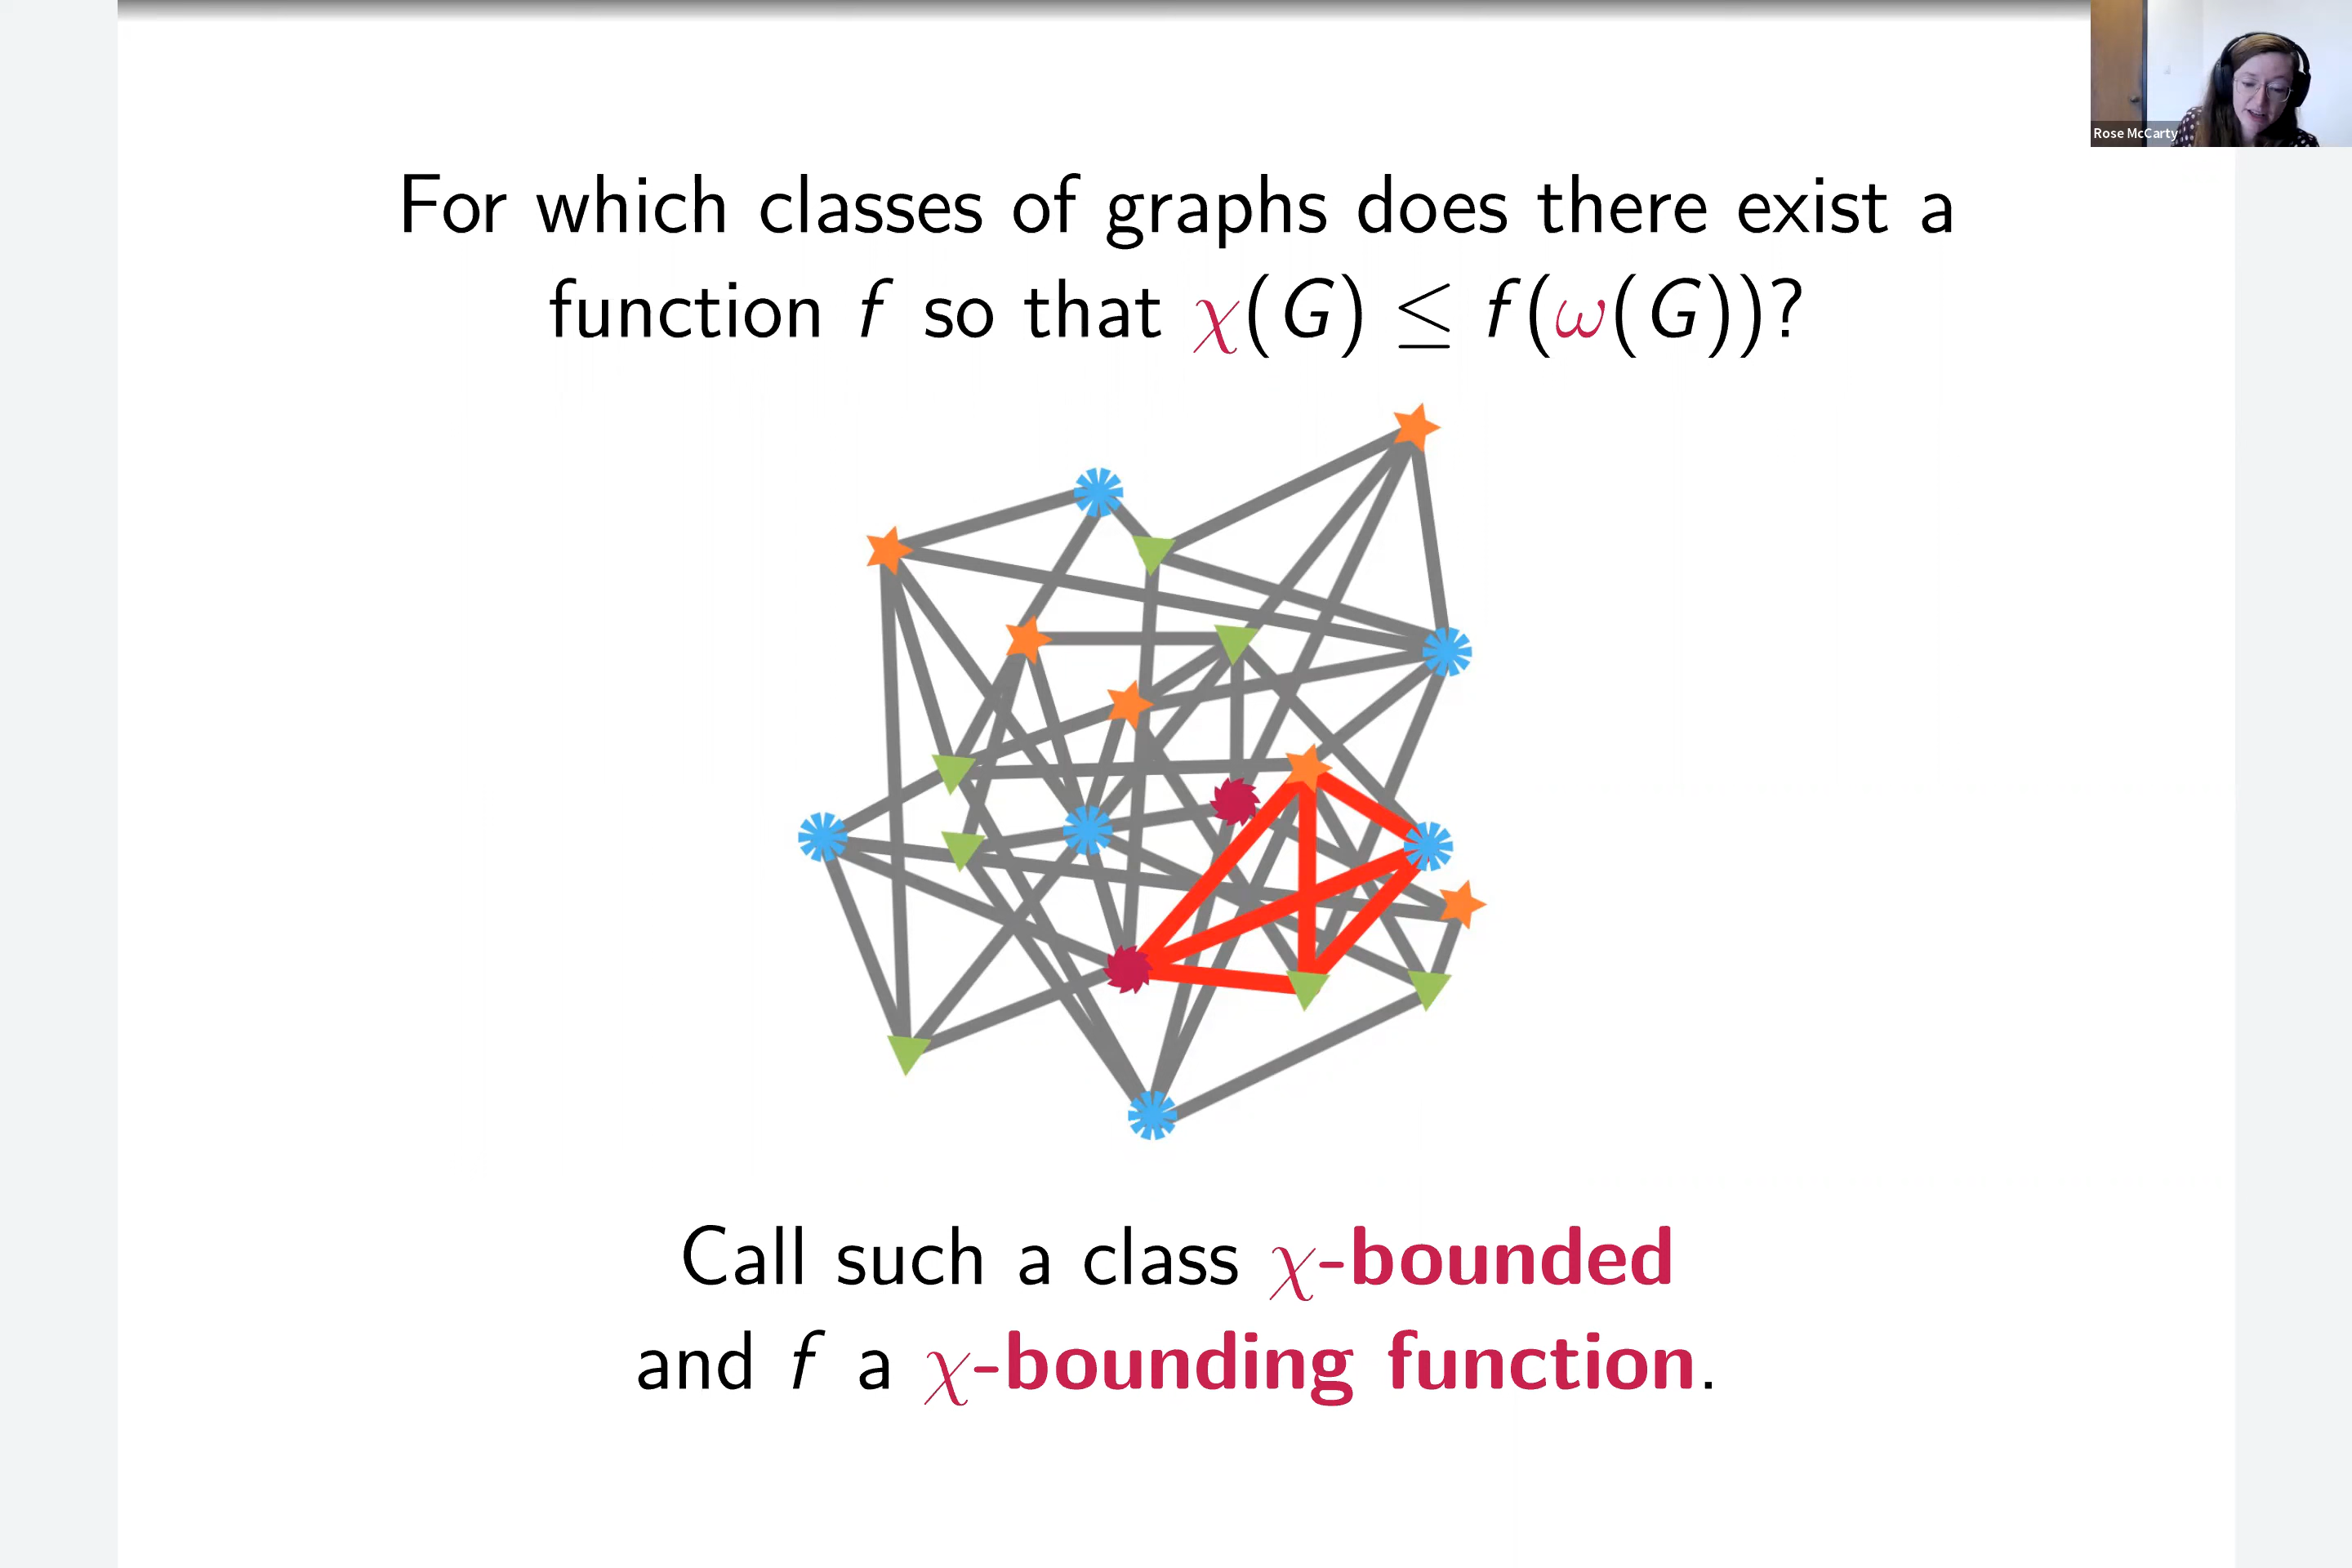 Rose McCarty
For which classes of graphs does there exist a
function f so that χ(G) ≤ f(ω(G))?
Call such a class χ-bounded
and f a χ-bounding function.